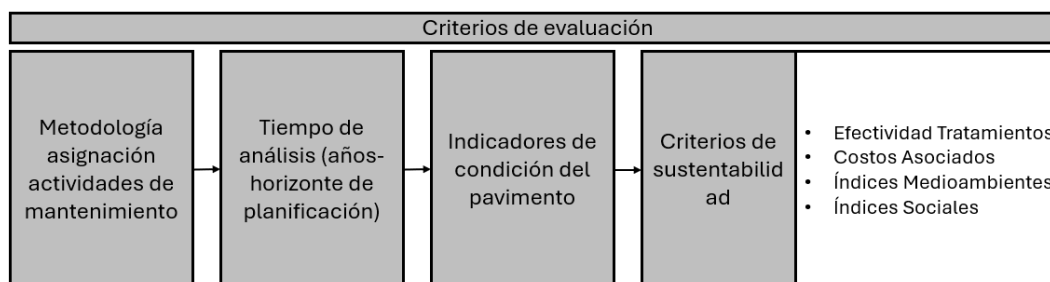 Criterios de evaluación
Metodología
asignación
actividades de
mantenimiento
Tiempo de
análisis (años-
horizonte de
planificación)
Indicadores de
condición del
pavimento
Criterios de
sustentabilid
ad
• Efectividad Tratamientos
• Costos Asociados
• Índices Medioambientes
• Índices Sociales